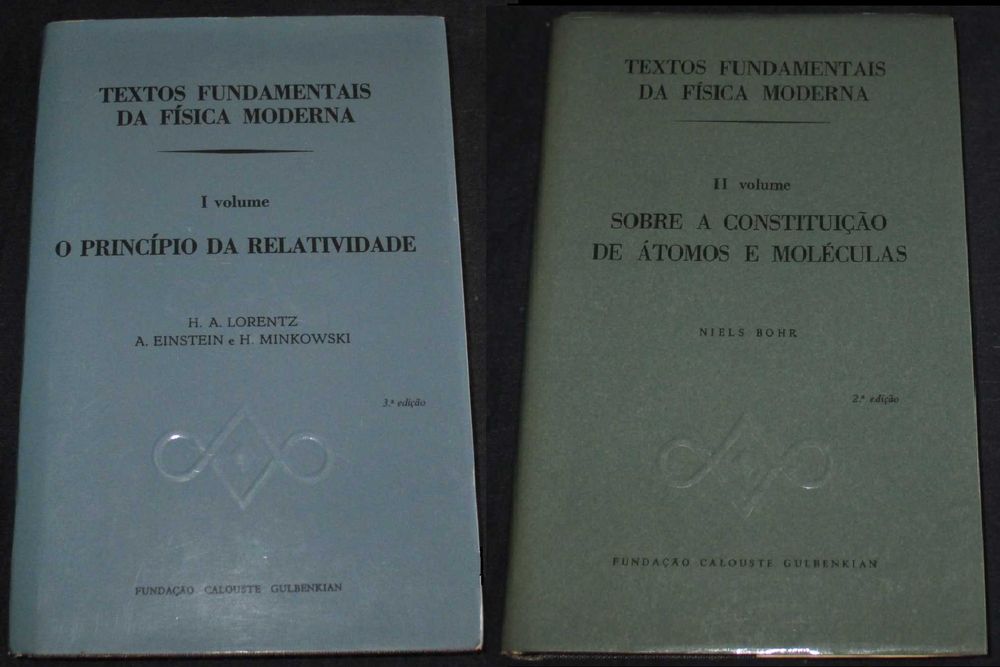 TEXTOS FUNDAMENTAIS
DA FÍSICA MODERNA
I volume
O PRINCÍPIO DA RELATIVIDADE
H. A. LORENTZ
A. EINSTEIN e H. MINKOWSKI
3.ª edição
FUNDAÇÃO CALOUSTE GULBENKIAN
TEXTOS FUNDAMENTAIS
DA FÍSICA MODERNA
II volume
SOBRE A CONSTITUIÇÃO
DE ÁTOMOS E MOLÉCULAS
NIELS BOHR
2.ª edição
FUNDAÇÃO CALOUSTE GULBENKIAN